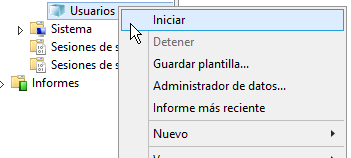 Usuarios
Iniciar
Sistema
Detener
Sesiones de s
Guardar plantilla...
Sesiones de s
Administrador de datos...
Informes
Informe más reciente
Nuevo